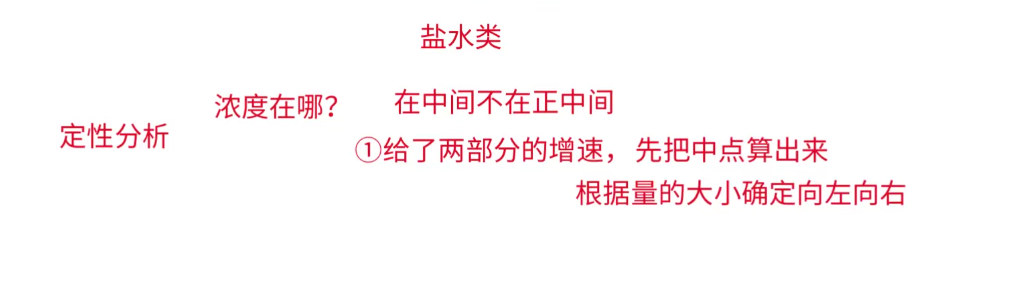 盐水类
浓度在哪？ 在中间不在正中间
定性分析
①给了两部分的增速，先把中点算出来
根据量的大小确定向左向右